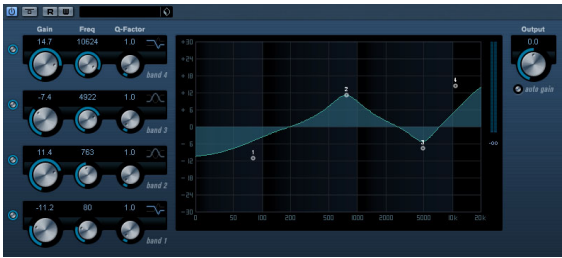 R W
Gain Freq Q-Factor
14.7 10624 1.0
band 4
-7.4 4922 1.0
band 3
11.4 763 1.0
band 2
-11.2 80 1.0
band 1
+30
+24
+18
+12
+6
0
-6
-12
-18
-24
-30
0 50 100 200 500 1000 2000 5000 10k 20k
1
2
3
4
-oo
Output
0.0
auto gain